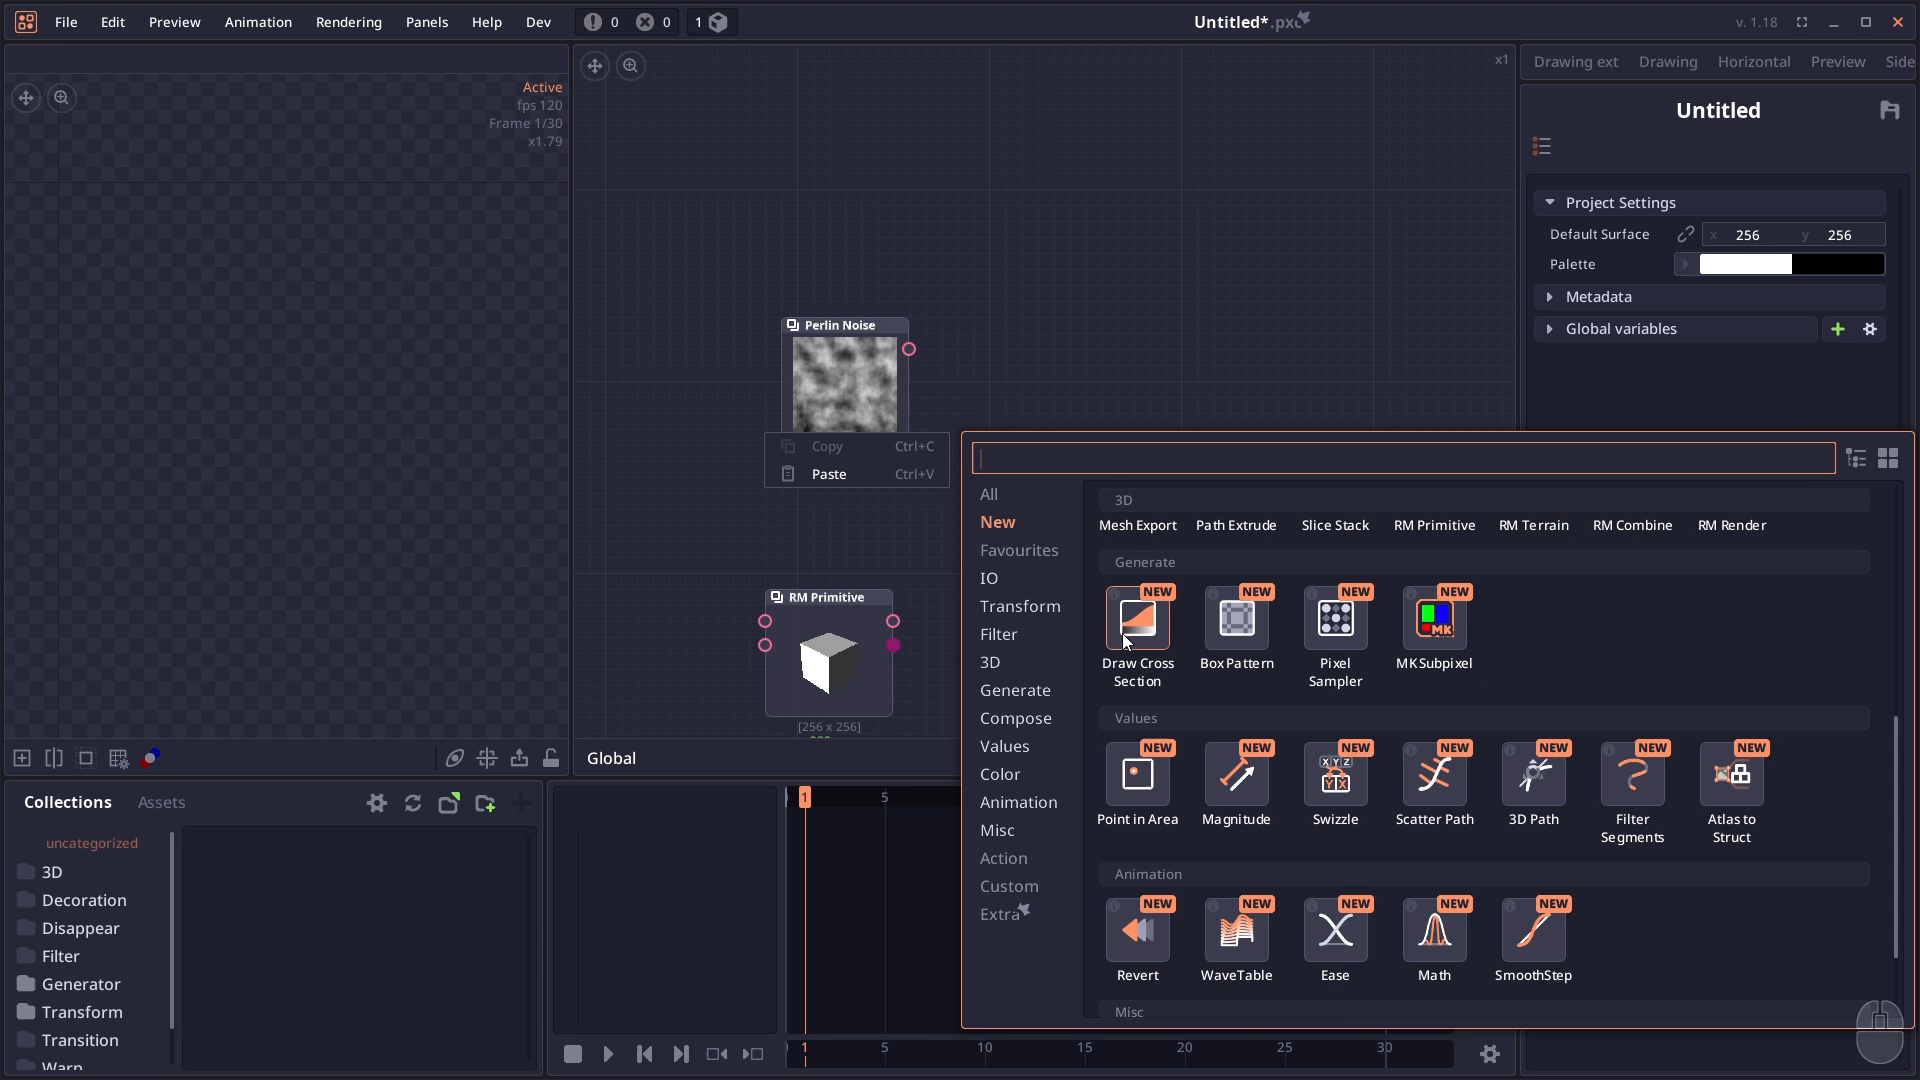 File Edit Preview Animation Rendering Panels Help Dev 0 0 1 Untitled*.pxc v. 1.18
Active
fps 120
Frame 1/30
x1.79
x1
Drawing ext Drawing Horizontal Preview Side
Untitled
Project Settings
Default Surface x 256 y 256
Palette
Metadata
Global variables
Perlin Noise
Copy Ctrl+C
Paste Ctrl+V
RM Primitive
[256 x 256]
Global
All
New
Favourites
IO
Transform
Filter
3D
Generate
Compose
Values
Color
Animation
Misc
Action
Custom
Extra
3D
Mesh Export Path Extrude Slice Stack RM Primitive RM Terrain RM Combine RM Render
Generate
NEW NEW NEW NEW
Mk
Draw Cross Section Box Pattern Pixel Sampler MK Subpixel
Values
NEW NEW NEW NEW NEW NEW NEW
X Y Z
Y X
Point in Area Magnitude Swizzle Scatter Path 3D Path Filter Segments Atlas to Struct
Animation
NEW NEW NEW NEW NEW
Revert WaveTable Ease Math SmoothStep
Misc
Collections Assets
uncategorized
3D
Decoration
Disappear
Filter
Generator
Transform
Transition
Warp
1 5
1 5 10 15 20 25 30